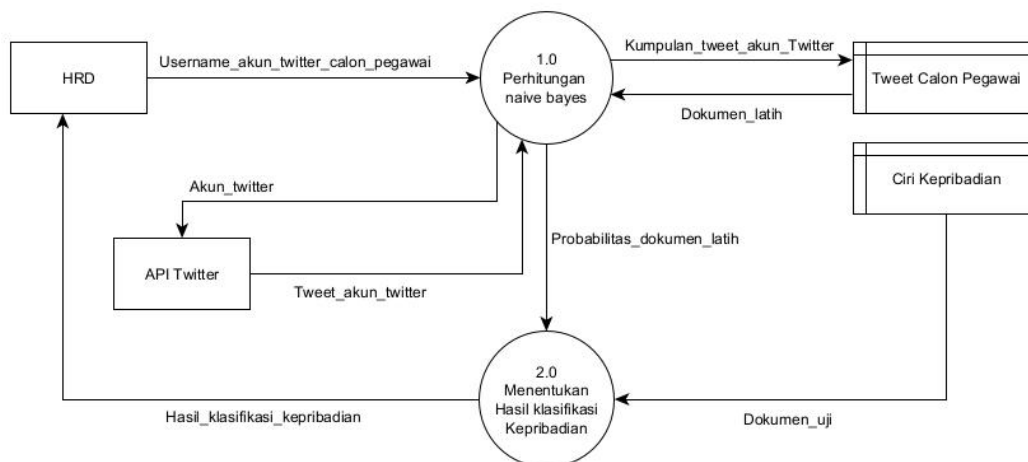 HRD
Username_akun_twitter_calon_pegawai
1.0
Perhitungan
naive bayes
Kumpulan_tweet_akun_Twitter
Tweet Calon Pegawai
Dokumen_latih
Ciri Kepribadian
Akun_twitter
API Twitter
Tweet_akun_twitter
Probabilitas_dokumen_latih
2.0
Menentukan
Hasil klasifikasi
Kepribadian
Hasil_klasifikasi_kepribadian
Dokumen_uji